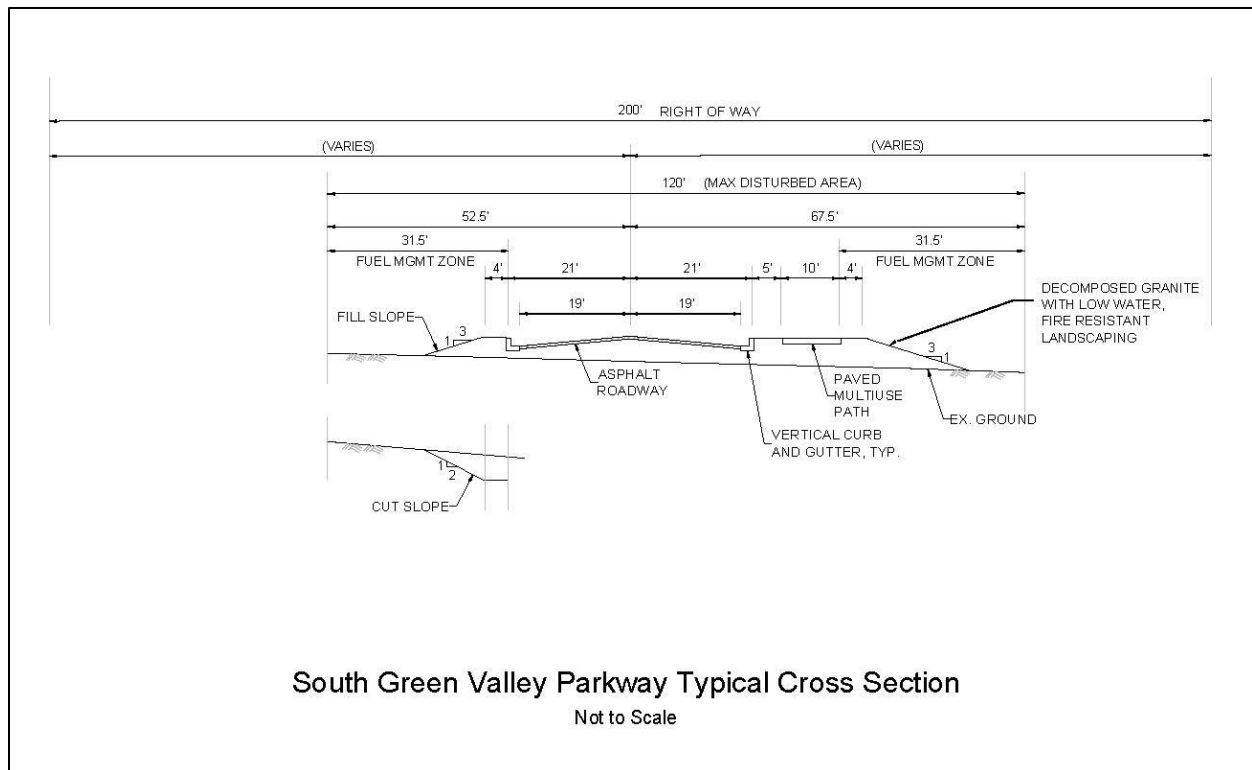 200' RIGHT OF WAY
(VARIES) (VARIES)
120' (MAX DISTURBED AREA)
52.5' 67.5'
31.5' 31.5'
FUEL MGMT ZONE FUEL MGMT ZONE
4' 21' 21' 5' 10' 4'
19' 19'
DECOMPOSED GRANITE
WITH LOW WATER,
FIRE RESISTANT
LANDSCAPING
FILL SLOPE
1 3
3 1
ASPHALT
ROADWAY
PAVED
MULTIUSE
PATH
EX. GROUND
VERTICAL CURB
AND GUTTER, TYP.
1
2
CUT SLOPE
South Green Valley Parkway Typical Cross Section
Not to Scale